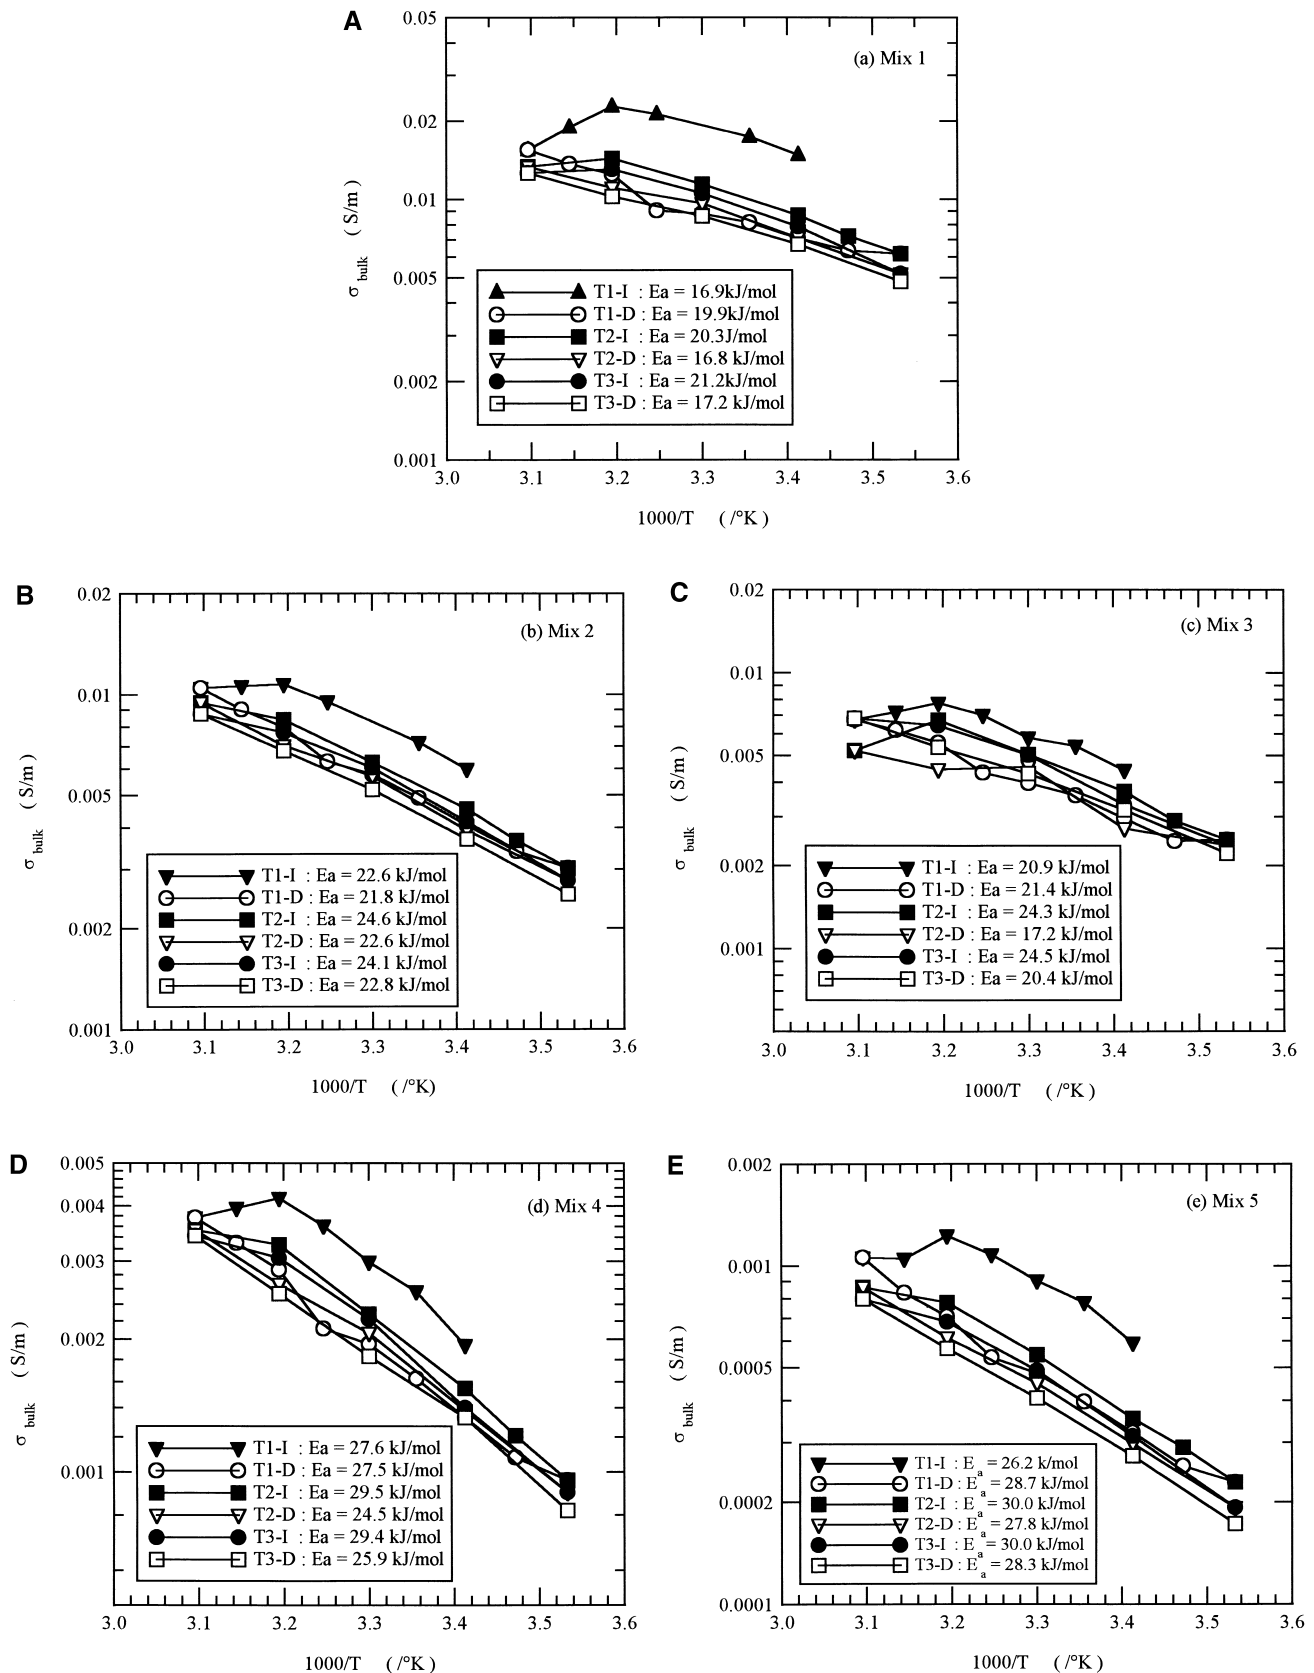 A
(a) Mix 1
0.05
0.02
0.01
0.005
0.002
0.001
σ bulk ( S/m )
T1-I : Ea = 16.9kJ/mol
T1-D : Ea = 19.9kJ/mol
T2-I : Ea = 20.3J/mol
T2-D : Ea = 16.8 kJ/mol
T3-I : Ea = 21.2kJ/mol
T3-D : Ea = 17.2 kJ/mol
3.0 3.1 3.2 3.3 3.4 3.5 3.6
1000/T ( /°K )
B
(b) Mix 2
0.02
0.01
0.005
0.002
0.001
σ bulk ( S/m )
T1-I : Ea = 22.6 kJ/mol
T1-D : Ea = 21.8 kJ/mol
T2-I : Ea = 24.6 kJ/mol
T2-D : Ea = 22.6 kJ/mol
T3-I : Ea = 24.1 kJ/mol
T3-D : Ea = 22.8 kJ/mol
3.0 3.1 3.2 3.3 3.4 3.5 3.6
1000/T ( /°K)
C
(c) Mix 3
0.02
0.01
0.005
0.002
0.001
σ bulk ( S/m )
T1-I : Ea = 20.9 kJ/mol
T1-D : Ea = 21.4 kJ/mol
T2-I : Ea = 24.3 kJ/mol
T2-D : Ea = 17.2 kJ/mol
T3-I : Ea = 24.5 kJ/mol
T3-D : Ea = 20.4 kJ/mol
3.0 3.1 3.2 3.3 3.4 3.5 3.6
1000/T ( /°K )
D
(d) Mix 4
0.005
0.004
0.003
0.002
0.001
σ bulk ( S/m )
T1-I : Ea = 27.6 kJ/mol
T1-D : Ea = 27.5 kJ/mol
T2-I : Ea = 29.5 kJ/mol
T2-D : Ea = 24.5 kJ/mol
T3-I : Ea = 29.4 kJ/mol
T3-D : Ea = 25.9 kJ/mol
3.0 3.1 3.2 3.3 3.4 3.5 3.6
1000/T ( /°K )
E
(e) Mix 5
0.002
0.001
0.0005
0.0002
0.0001
σ bulk ( S/m )
T1-I : Ea = 26.2 k/mol
T1-D : Ea = 28.7 kJ/mol
T2-I : Ea = 30.0 kJ/mol
T2-D : Ea = 27.8 kJ/mol
T3-I : Ea = 30.0 kJ/mol
T3-D : Ea = 28.3 kJ/mol
3.0 3.1 3.2 3.3 3.4 3.5 3.6
1000/T ( /°K )